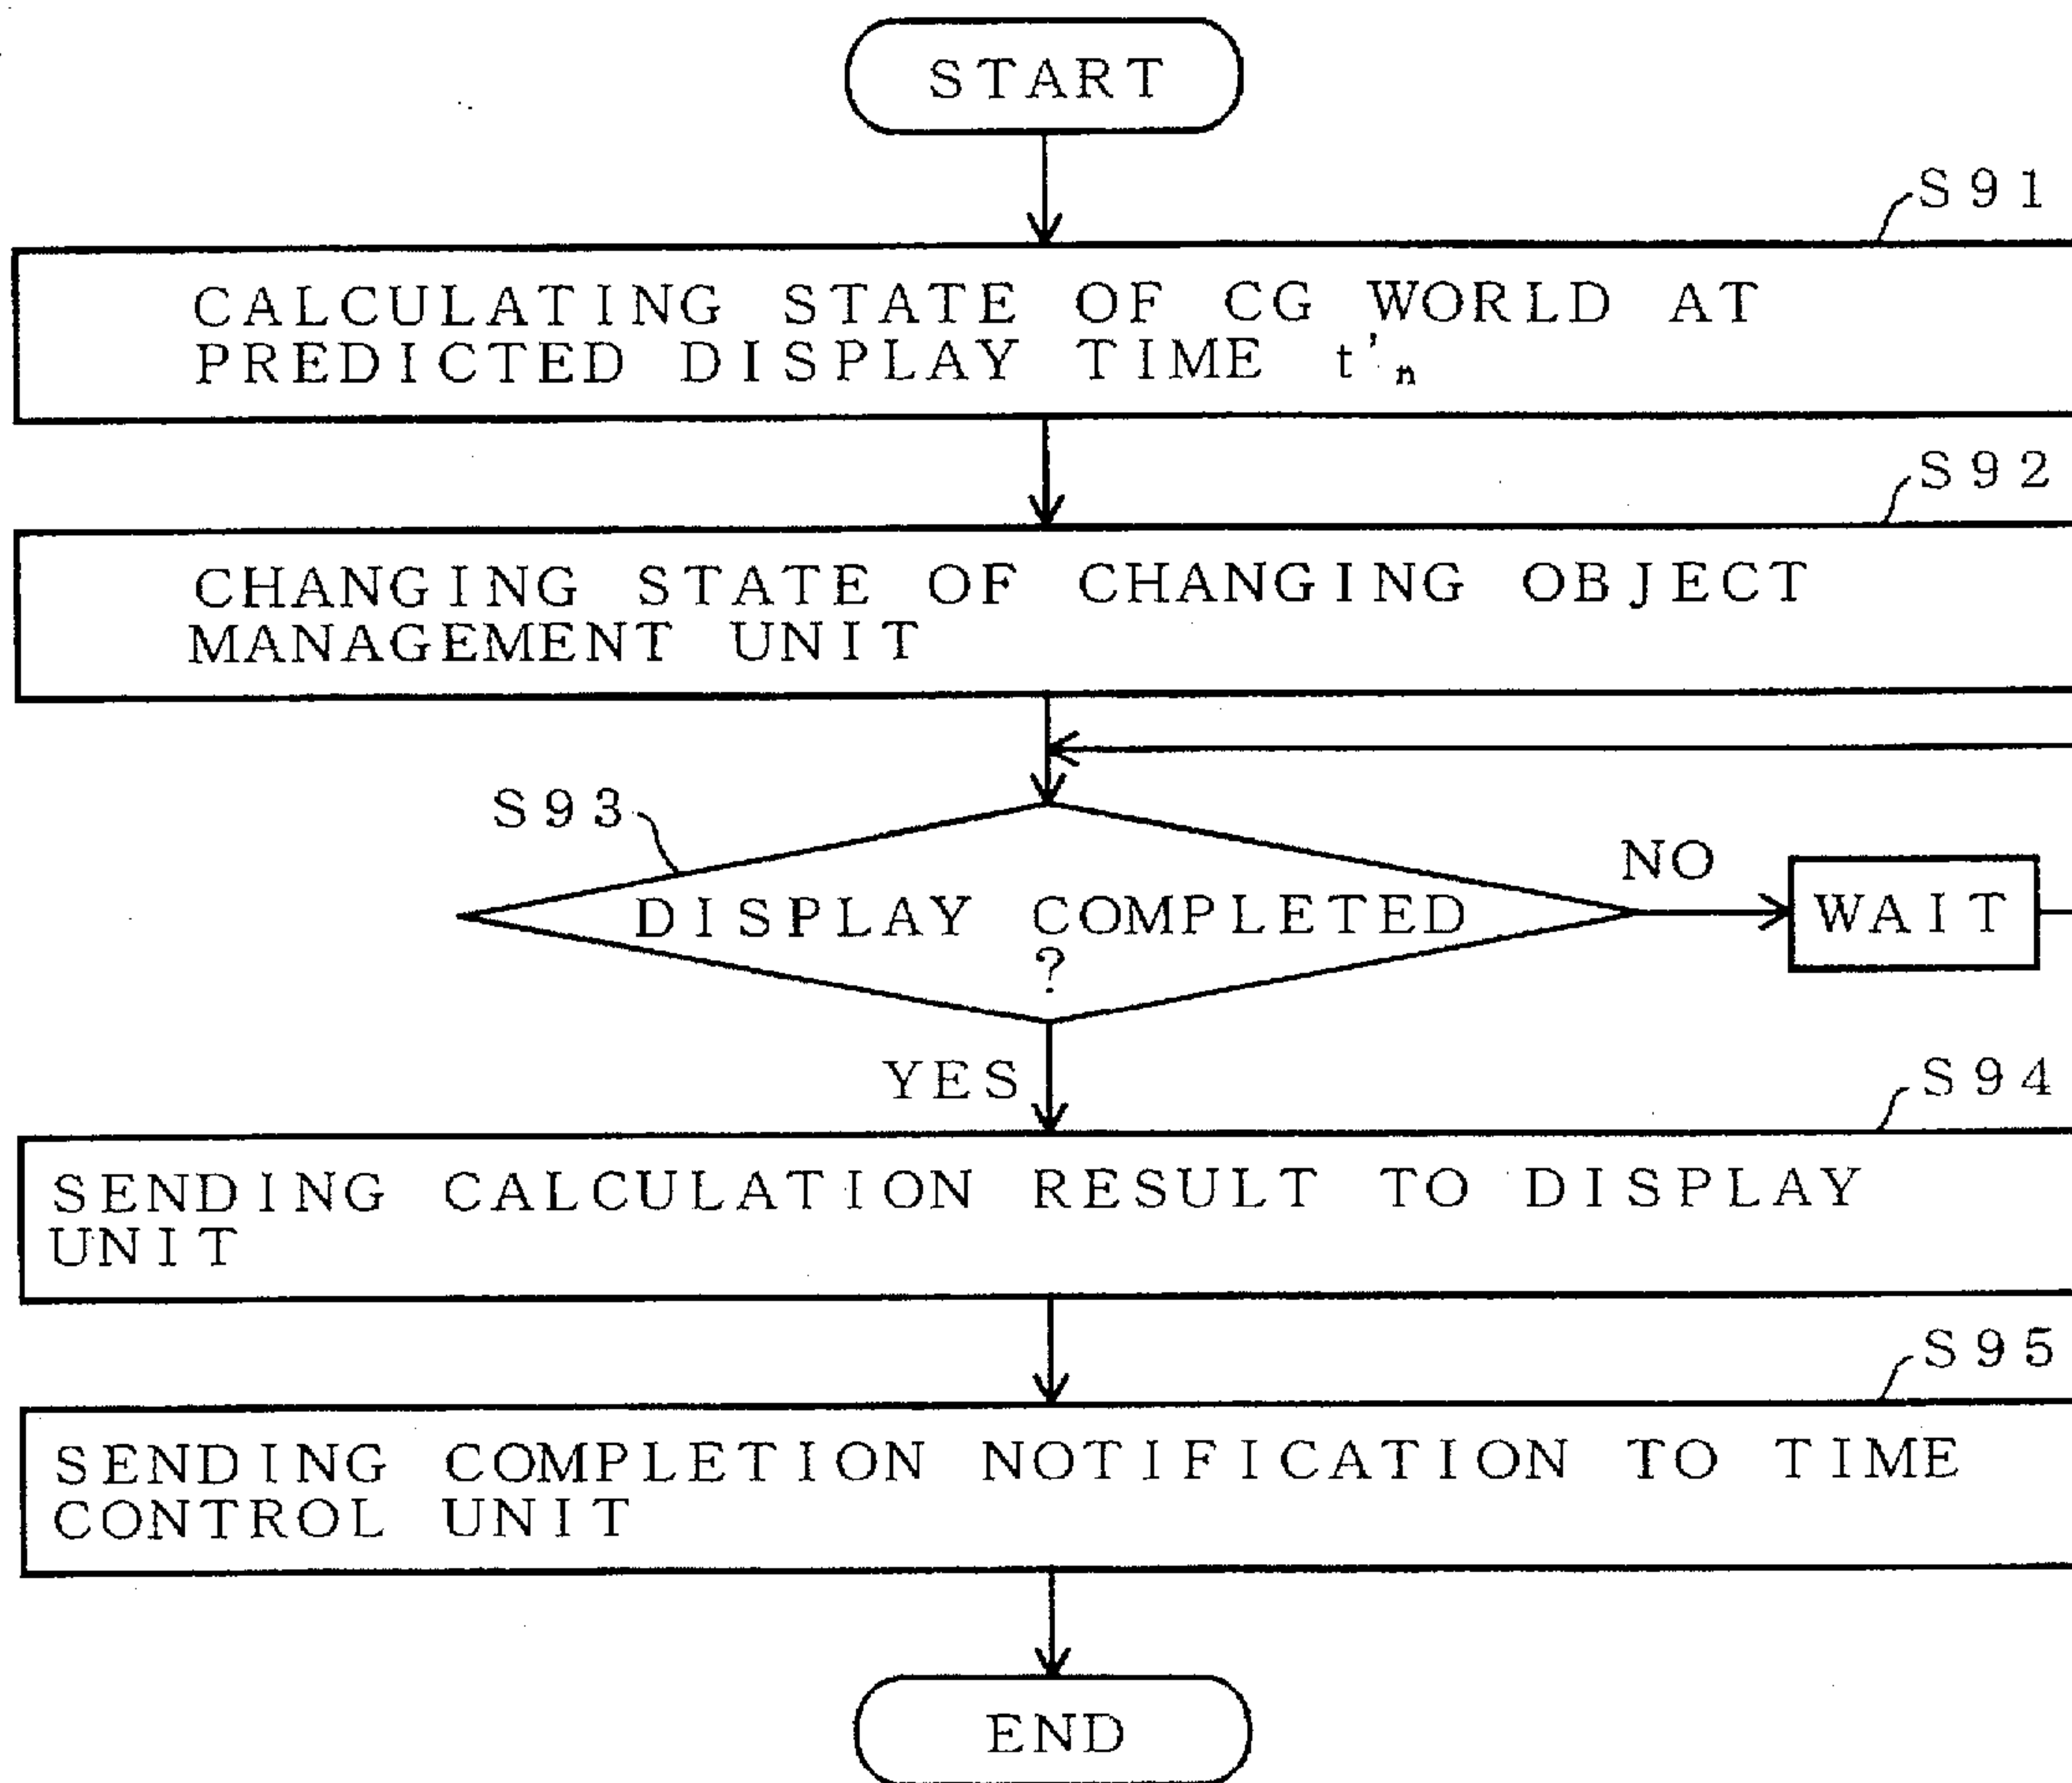 START
S91
CALCULATING STATE OF CG WORLD AT
PREDICTED DISPLAY TIME t'n
S92
CHANGING STATE OF CHANGING OBJECT
MANAGEMENT UNIT
S93
NO
DISPLAY COMPLETED
?
WAIT
YES
S94
SENDING CALCULATION RESULT TO DISPLAY
UNIT
S95
SENDING COMPLETION NOTIFICATION TO TIME
CONTROL UNIT
END